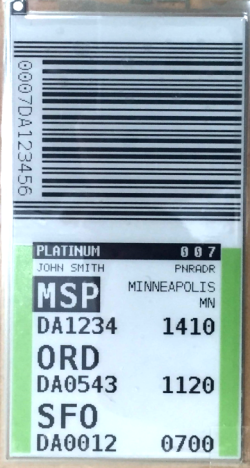 0007DA123456
PLATINUM 007
JOHN SMITH PNRADR
MSP MINNEAPOLIS
MN
DA1234 1410
ORD
DA0543 1120
SFO
DA0012 0700